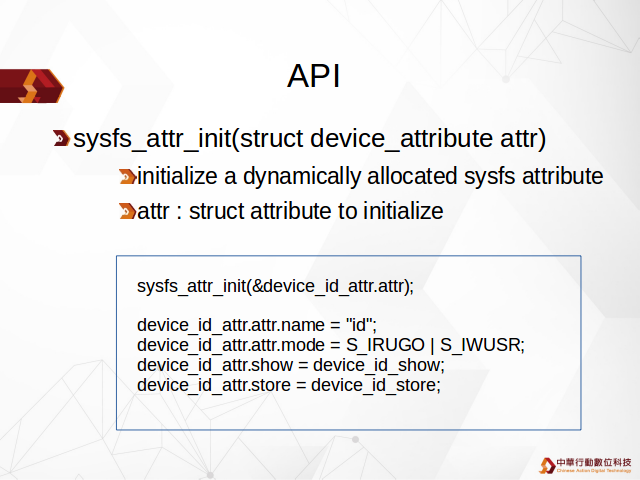 API
sysfs_attr_init(struct device_attribute attr)
initialize a dynamically allocated sysfs attribute
attr : struct attribute to initialize
sysfs_attr_init(&device_id_attr.attr);
device_id_attr.attr.name = "id";
device_id_attr.attr.mode = S_IRUGO | S_IWUSR;
device_id_attr.show = device_id_show;
device_id_attr.store = device_id_store;
中華行動數位科技
Chinese Action Digital Technology